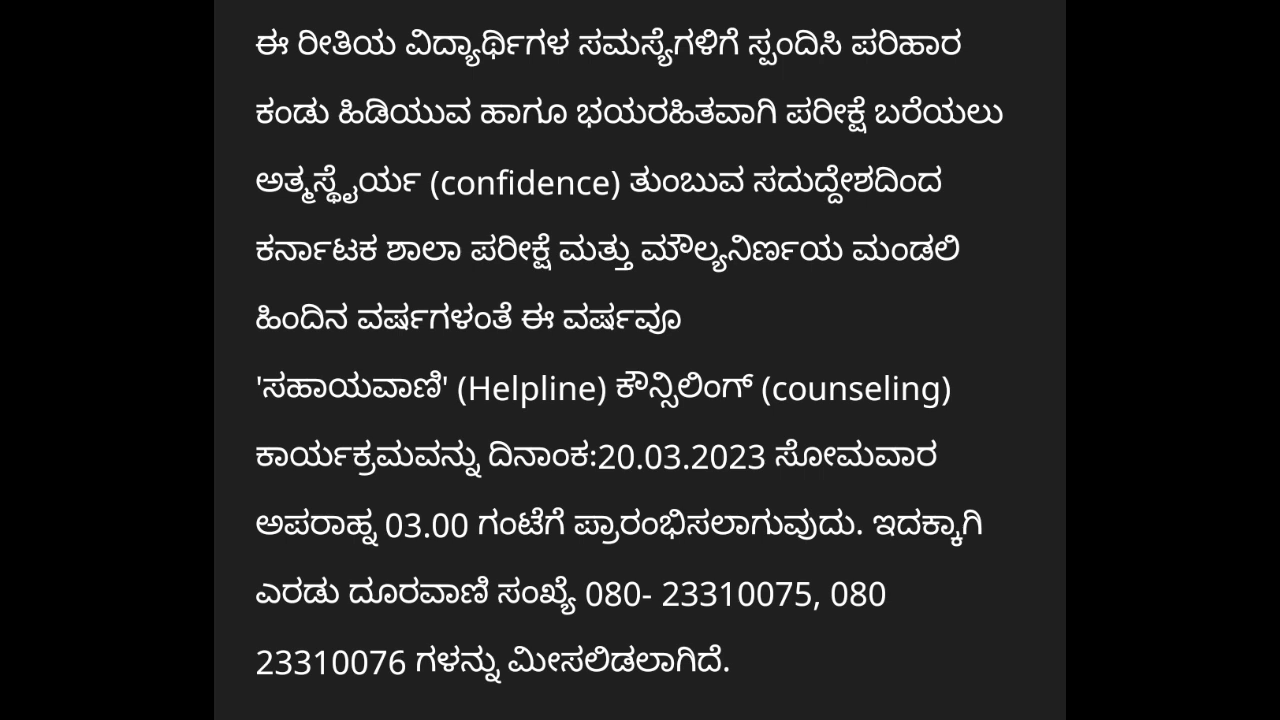 ಈ ರೀತಿಯ ವಿದ್ಯಾರ್ಥಿಗಳ ಸಮಸ್ಯೆಗಳಿಗೆ ಸ್ಪಂದಿಸಿ ಪರಿಹಾರ
ಕಂಡು ಹಿಡಿಯುವ ಹಾಗೂ ಭಯರಹಿತವಾಗಿ ಪರೀಕ್ಷೆ ಬರೆಯಲು
ಅತ್ಮಸ್ಥೈರ್ಯ (confidence) ತುಂಬುವ ಸದುದ್ದೇಶದಿಂದ
ಕರ್ನಾಟಕ ಶಾಲಾ ಪರೀಕ್ಷೆ ಮತ್ತು ಮೌಲ್ಯನಿರ್ಣಯ ಮಂಡಲಿ
ಹಿಂದಿನ ವರ್ಷಗಳಂತೆ ಈ ವರ್ಷವೂ
'ಸಹಾಯವಾಣಿ' (Helpline) ಕೌನ್ಸಿಲಿಂಗ್ (counseling)
ಕಾರ್ಯಕ್ರಮವನ್ನು ದಿನಾಂಕ:20.03.2023 ಸೋಮವಾರ
ಅಪರಾಹ್ನ 03.00 ಗಂಟೆಗೆ ಪ್ರಾರಂಭಿಸಲಾಗುವುದು. ಇದಕ್ಕಾಗಿ
ಎರಡು ದೂರವಾಣಿ ಸಂಖ್ಯೆ 080- 23310075, 080
23310076 ಗಳನ್ನು ಮೀಸಲಿಡಲಾಗಿದೆ.